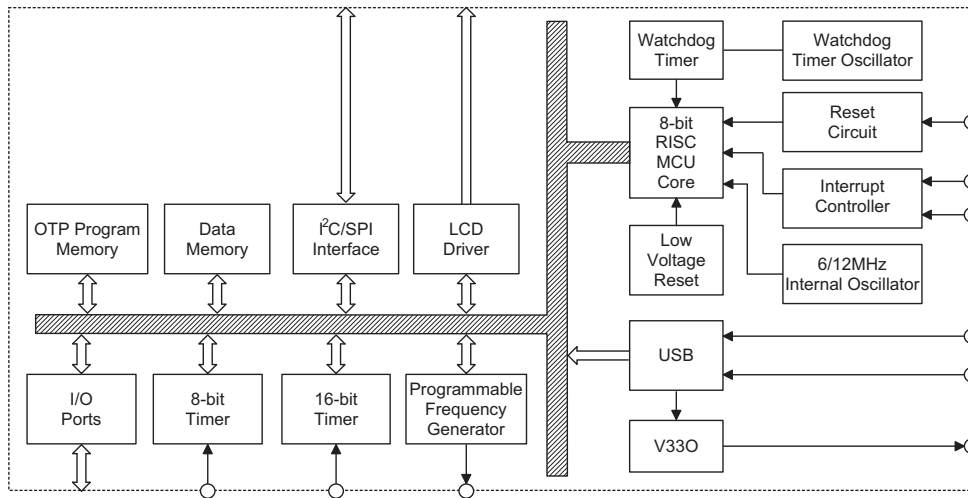 Watchdog
Timer
Watchdog
Timer Oscillator
8-bit
RISC
MCU
Core
Reset
Circuit
Interrupt
Controller
OTP Program
Memory
Data
Memory
I²C/SPI
Interface
LCD
Driver
Low
Voltage
Reset
6/12MHz
Internal Oscillator
USB
I/O
Ports
8-bit
Timer
16-bit
Timer
Programmable
Frequency
Generator
V33O